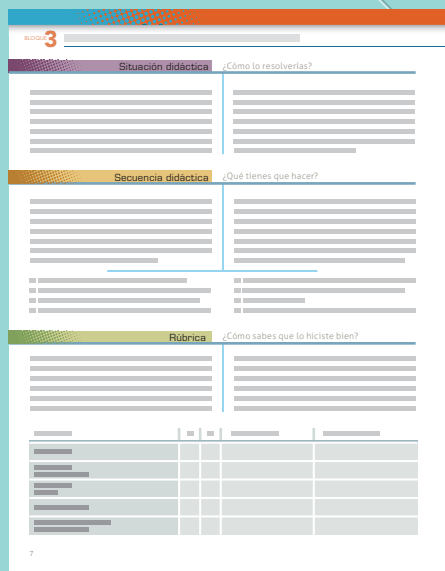 BLOQUE 3
Situación didáctica
¿Cómo lo resolverías?
Secuencia didáctica
¿Qué tienes que hacer?
Rúbrica
¿Cómo sabes que lo hiciste bien?
7